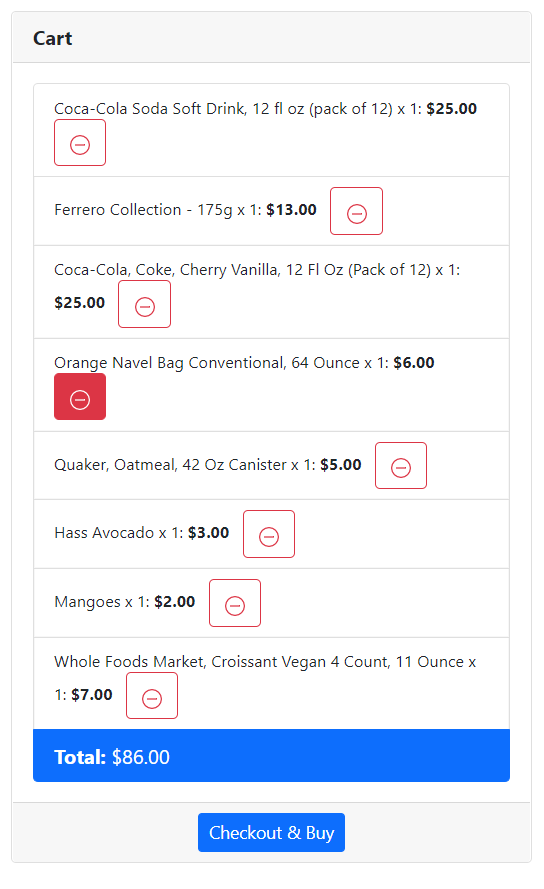 Cart
Coca-Cola Soda Soft Drink, 12 fl oz (pack of 12) x 1: $25.00
Ferrero Collection - 175g x 1: $13.00
Coca-Cola, Coke, Cherry Vanilla, 12 Fl Oz (Pack of 12) x 1:
$25.00
Orange Navel Bag Conventional, 64 Ounce x 1: $6.00
Quaker, Oatmeal, 42 Oz Canister x 1: $5.00
Hass Avocado x 1: $3.00
Mangoes x 1: $2.00
Whole Foods Market, Croissant Vegan 4 Count, 11 Ounce x
1: $7.00
Total: $86.00
Checkout & Buy